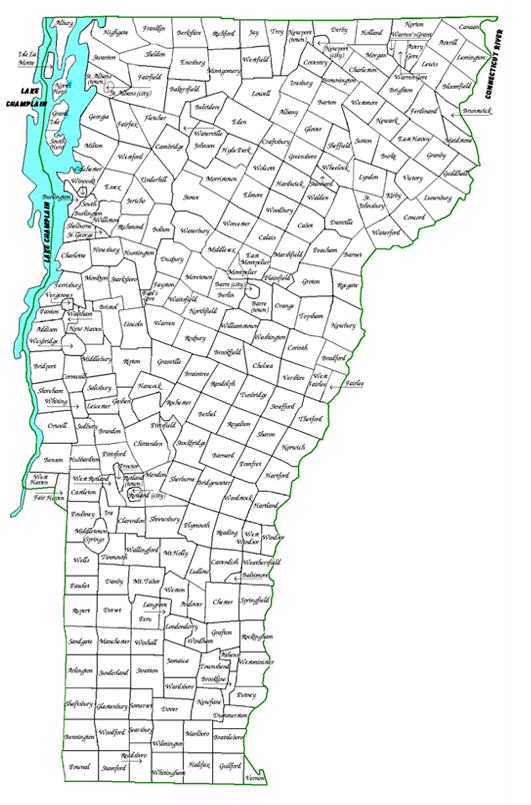 Alburg
Highgate
Franklin
Berkshire
Richford
Jay
Troy
Newport
(town)
Derby
Holland
Norton
Canaan
Warren's Grant
Isle La
Motte
Swanton
Sheldon
Enosburg
Montgomery
Westfield
Newport
(city)
Coventry
Morgan
Charleston
Avery
Gore
Averill
Lewis
Lemington
CONNECTICUT RIVER
Warren Gore
St. Albans
(town)
St. Albans (city)
Fairfield
Bakersfield
Lowell
Irasburg
Brownington
Brighton
Bloomfield
North
Hero
LAKE
CHAMPLAIN
Grand
Isle
Georgia
Fairfax
Fletcher
Belvidere
Waterville
Eden
Albany
Barton
Westmore
Newark
Ferdinand
Brunswick
South
Hero
Milton
Westford
Cambridge
Johnson
Hyde Park
Craftsbury
Glover
Sheffield
Sutton
East Haven
Maidstone
Greensboro
Wheelock
Burke
Granby
Colchester
Winooski
Essex
Underhill
Morristown
Wolcott
Hardwick
Stannard
Lyndon
Victory
Guildhall
Burlington
South
Burlington
Williston
Jericho
Stowe
Elmore
Woodbury
Walden
St.
Johnsbury
Kirby
Lunenburg
Concord
Shelburne
St. George
Richmond
Bolton
Waterbury
Worcester
Calais
Cabot
Danville
Waterford
LAKE CHAMPLAIN
Charlotte
Hinesburg
Huntington
Duxbury
Middlesex
East
Montpelier
Marshfield
Peacham
Barnet
Montpelier
Plainfield
Ferrisburg
Vergennes
Monkton
Starksboro
Buel's
Gore
Fayston
Moretown
Barre (city)
Berlin
Barre
(town)
Groton
Ryegate
Panton
Waltham
Bristol
Waitsfield
Northfield
Orange
Topsham
Newbury
Addison
New Haven
Lincoln
Warren
Williamstown
Washington
Weybridge
Roxbury
Corinth
Bridport
Middlebury
Ripton
Granville
Brookfield
Chelsea
Bradford
Cornwall
Braintree
Vershire
West
Fairlee
Fairlee
Shoreham
Salisbury
Hancock
Randolph
Tunbridge
Whiting
Leicester
Goshen
Rochester
Strafford
Orwell
Sudbury
Brandon
Pittsfield
Bethel
Royalton
Thetford
Chittenden
Stockbridge
Sharon
Norwich
Benson
Hubbardton
Pittsford
Barnard
Pomfret
Hartford
West
Haven
West Rutland
Proctor
Rutland
(town)
Mendon
Sherburne
Bridgewater
Fair Haven
Castleton
Rutland (city)
Woodstock
Hartland
Poultney
Ira
Clarendon
Shrewsbury
Plymouth
Reading
West
Windsor
Windsor
Middletown
Springs
Wells
Tinmouth
Wallingford
Mt Holly
Ludlow
Cavendish
Weathersfield
Baltimore
Pawlet
Danby
Mt. Tabor
Weston
Andover
Chester
Springfield
Rupert
Dorset
Langrove
Peru
Londonderry
Windham
Grafton
Rockingham
Sandgate
Manchester
Winhall
Jamaica
Athens
Townshend
Westminster
Arlington
Sunderland
Stratton
Wardsboro
Brookline
Putney
Shaftsbury
Glastenbury
Somerset
Dover
Newfane
Dummerston
Bennington
Woodford
Searsburg
Wilmington
Marlboro
Brattleboro
Pownal
Stamford
Readsboro
Whitingham
Halifax
Guilford
Vernon